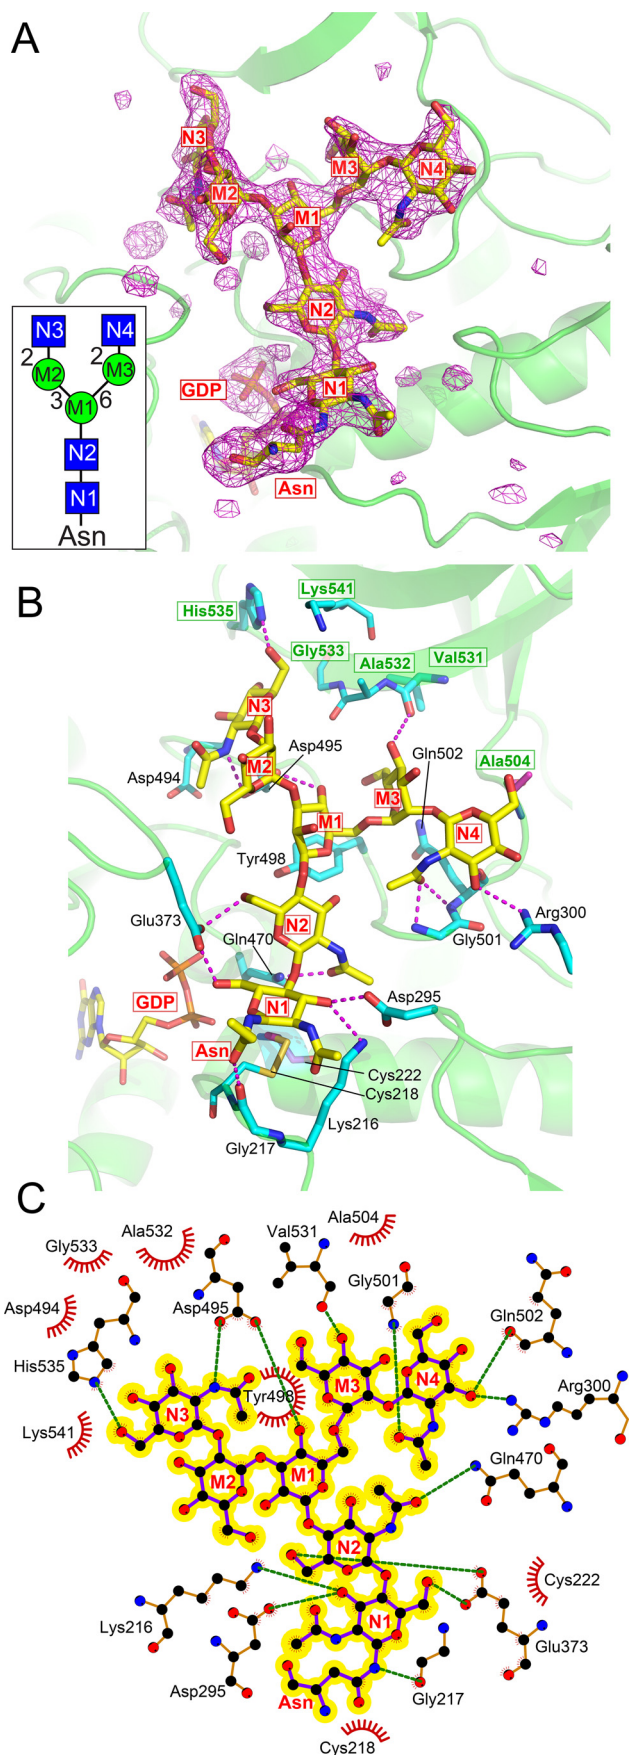 A
N3
M3
N4
M2
M1
N2
GDP
N1
Asn
N3 N4
2 2
M2 M3
3 6
M1
N2
N1
Asn
B
Lys541
His535
Gly533
Ala532
Val531
N3
Asp495
Gln502
Asp494
M2
Ala504
M1
M3
N4
Tyr498
Glu373
N2
Arg300
Gln470
Gly501
GDP
N1
Asp295
Asn
Cys222
Cys218
Lys216
Gly217
C
Ala532
Val531
Ala504
Gly533
Gly501
Asp494
Asp495
Gln502
His535
Tyr498
M3
N4
Arg300
N3
Lys541
M2
M1
Gln470
N2
Cys222
Lys216
N1
Glu373
Asp295
Asn
Gly217
Cys218